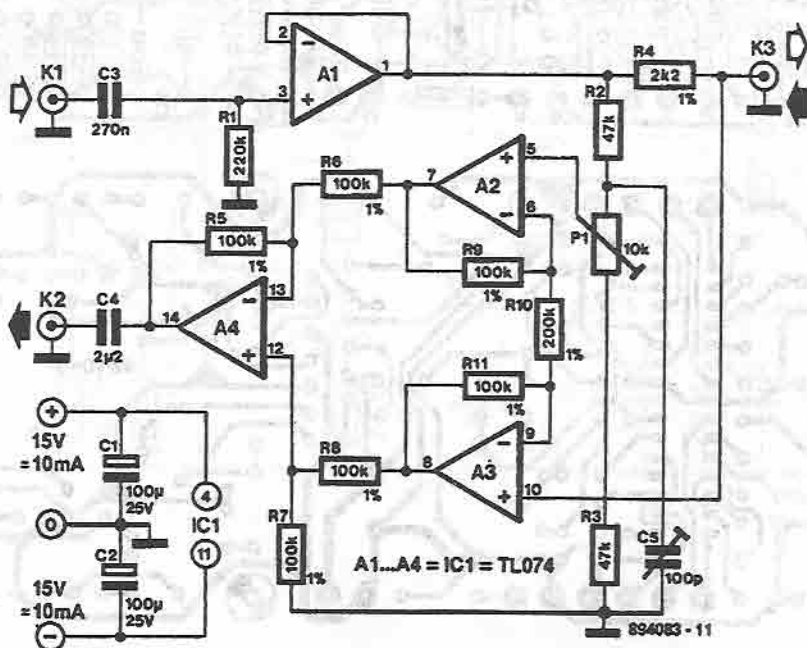 K1
C3
270n
R1
220k
2
3
−
+
A1
1
R2
47k
R4
2k2
1%
K3
R6
100k
1%
7
A2
+
−
5
6
P1
10k
R5
100k
1%
R9
100k
1%
R10
200k
1%
K2
C4
2µ2
14
A4
−
+
13
12
R11
100k
1%
R8
100k
1%
8
A3
−
+
9
10
R7
100k
1%
R3
47k
C5
100p
+
15V
=10mA
C1
100µ
25V
4
IC1
11
0
C2
100µ
25V
15V
=10mA
−
A1...A4 = IC1 = TL074
894083 - 11